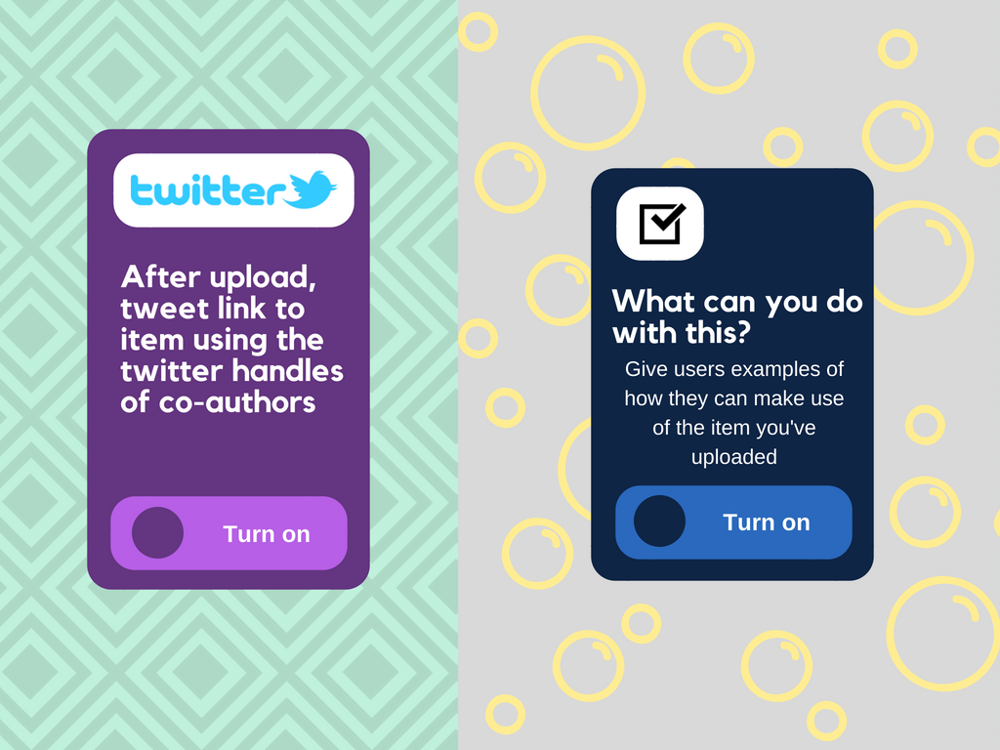 twitter
After upload,
tweet link to
item using the
twitter handles
of co-authors
Turn on
What can you do
with this?
Give users examples of
how they can make use
of the item you've
uploaded
Turn on